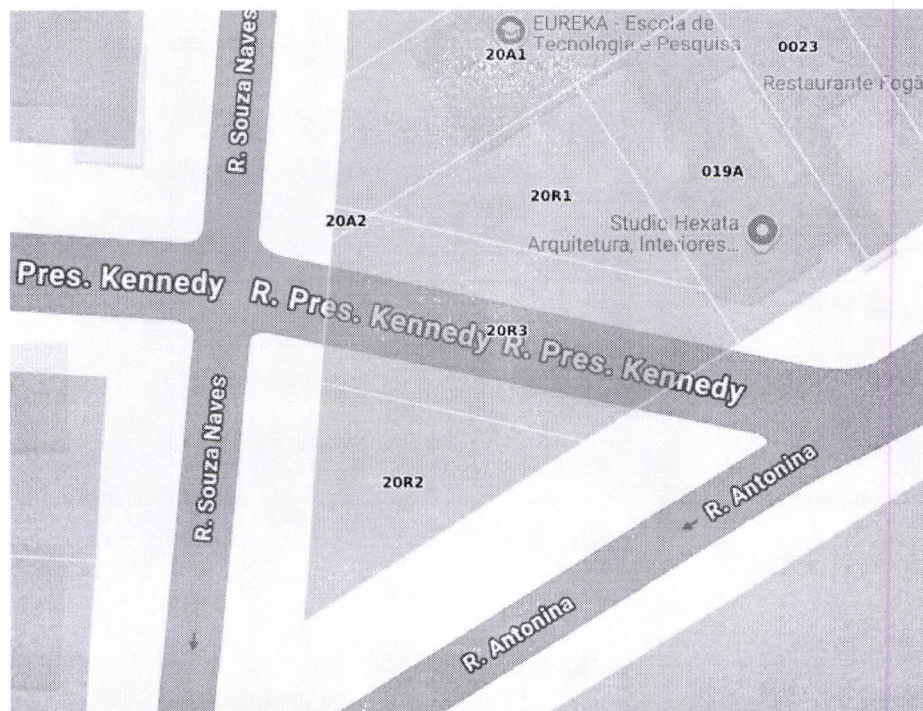 R. Souza Naves
EUREKA - Escola de
Tecnologia e Pesquisa
20A1
0023
Restaurante Fogã
019A
20R1
20A2
Studio Hexata
Arquitetura, Interiores...
Pres. Kennedy
R. Pres. Kennedy
R. Pres. Kennedy
20R3
R. Souza Naves
20R2
R. Antonina
R. Antonina